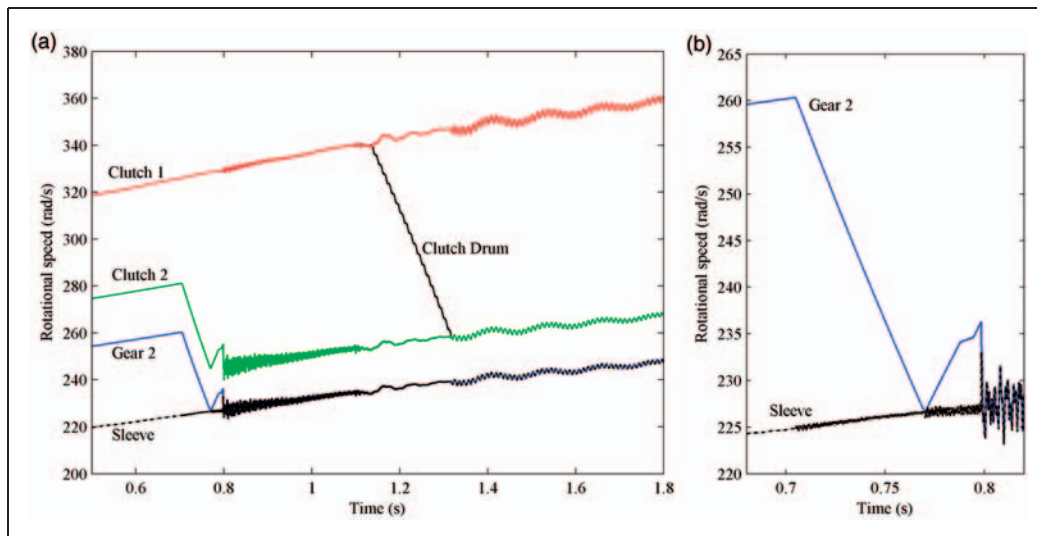 (a)
380
360
340
320
300
280
260
240
220
200
Rotational speed (rad/s)
Clutch 1
Clutch Drum
Clutch 2
Gear 2
Sleeve
0.6 0.8 1 1.2 1.4 1.6 1.8
Time (s)
(b)
265
260
255
250
245
240
235
230
225
220
Rotational speed (rad/s)
Gear 2
Sleeve
0.7 0.75 0.8
Time (s)